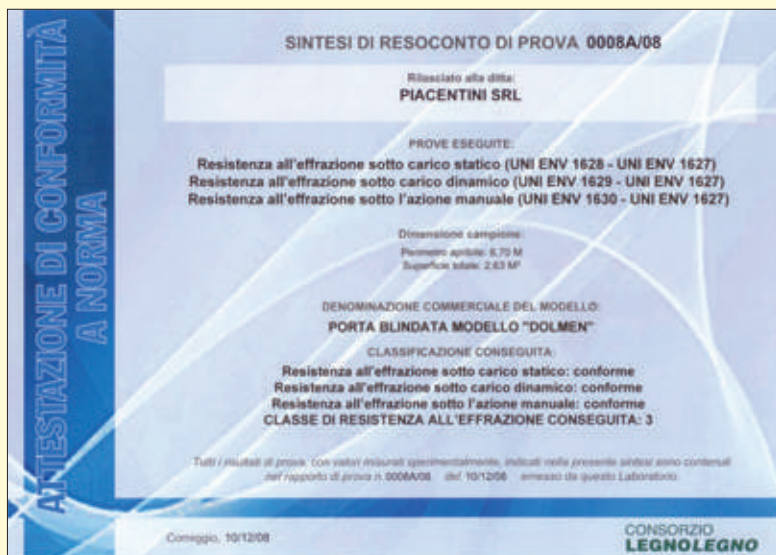 ATTESTAZIONE DI CONFORMITÀ
A NORMA
SINTESI DI RESOCONTO DI PROVA 0008A/08
Rilasciato alla ditta:
PIACENTINI SRL
PROVE ESEGUITE:
Resistenza all'effrazione sotto carico statico (UNI ENV 1628 - UNI ENV 1627)
Resistenza all'effrazione sotto carico dinamico (UNI ENV 1629 - UNI ENV 1627)
Resistenza all'effrazione sotto l'azione manuale (UNI ENV 1630 - UNI ENV 1627)
Dimensione campione:
Perimetro apribile: 6,70 M
Superficie totale: 2,63 M²
DENOMINAZIONE COMMERCIALE DEL MODELLO:
PORTA BLINDATA MODELLO "DOLMEN"
CLASSIFICAZIONE CONSEGUITA:
Resistenza all'effrazione sotto carico statico: conforme
Resistenza all'effrazione sotto carico dinamico: conforme
Resistenza all'effrazione sotto l'azione manuale: conforme
CLASSE DI RESISTENZA ALL'EFFRAZIONE CONSEGUITA: 3
Tutti i risultati di prova, con valori misurati sperimentalmente, indicati nella presente sintesi sono contenuti
nel rapporto di prova n. 0008A/08 del 10/12/08 emesso da questo Laboratorio.
Correggio, 10/12/08
CONSORZIO
LEGNOLEGNO